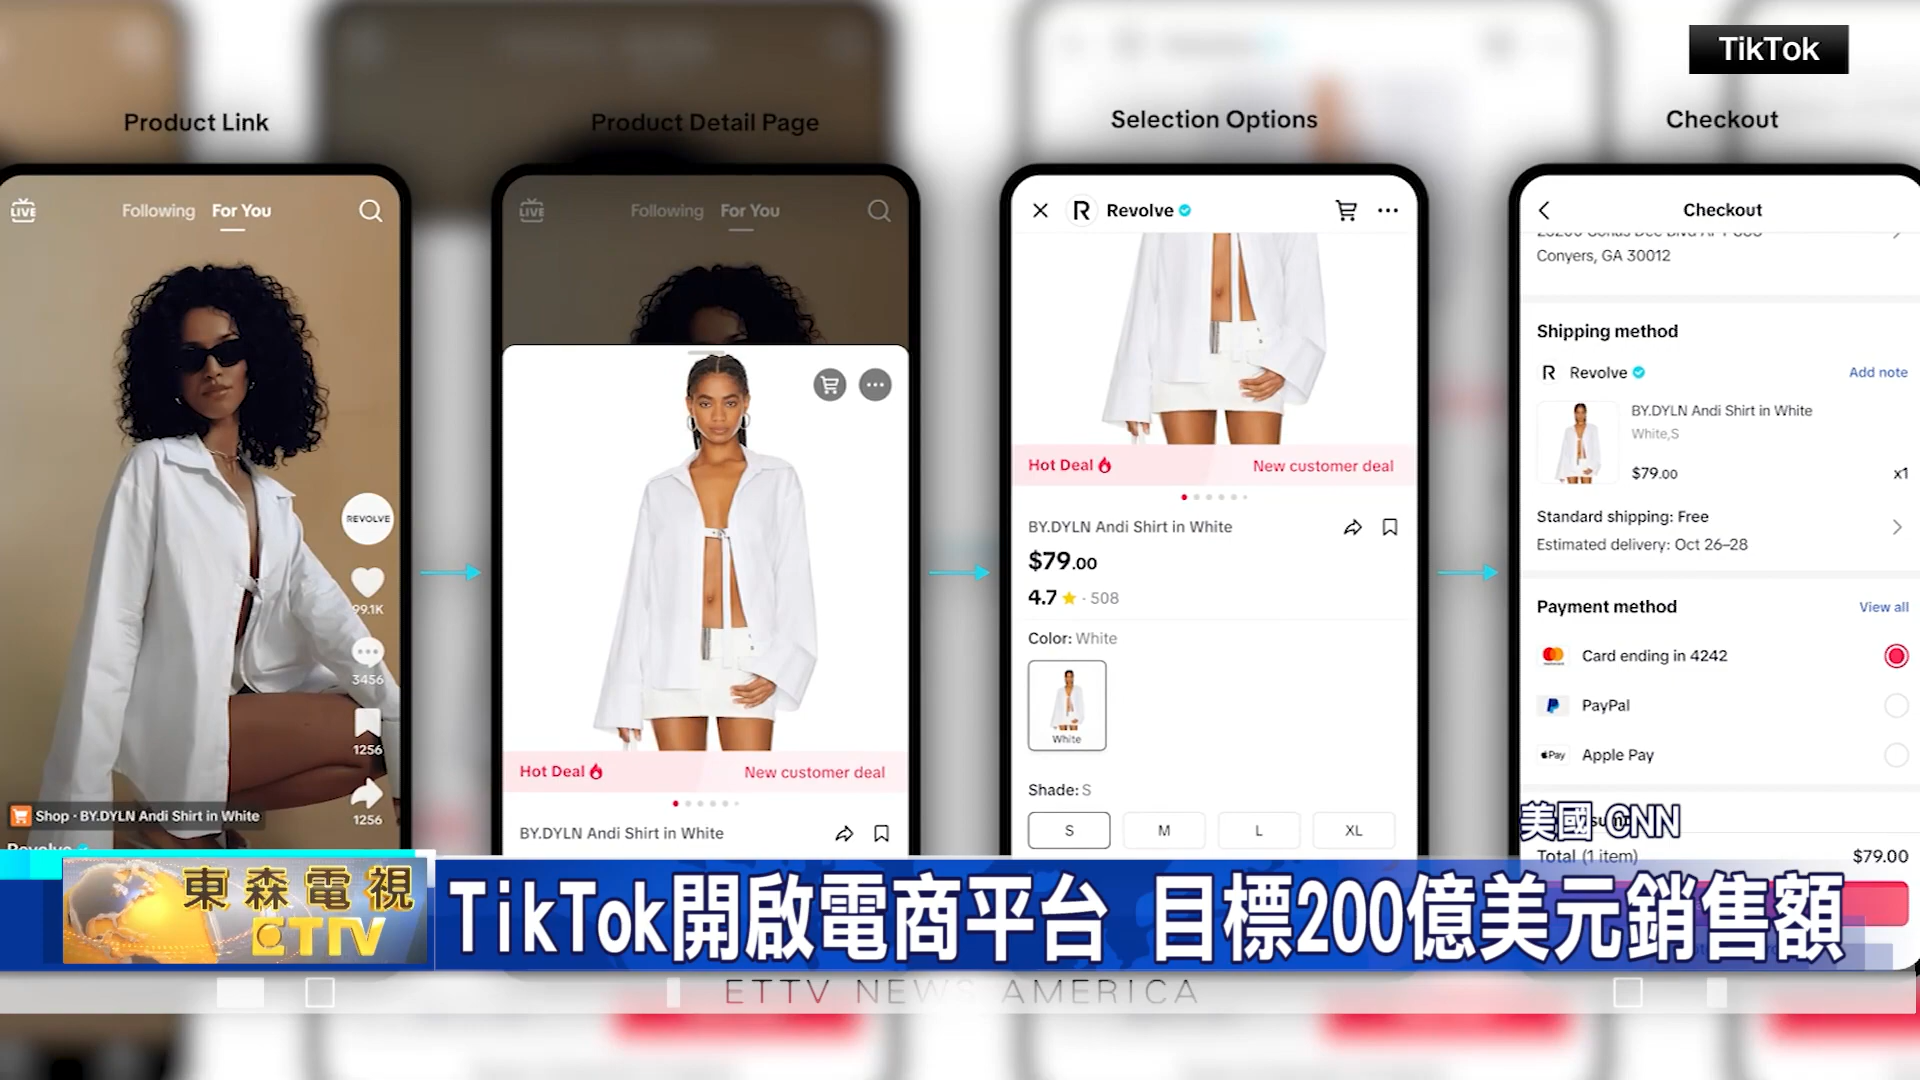 TikTok
Product Link
LIVE
Following For You
REVOLVE
99.1K
3456
1256
1256
Shop · BY.DYLN Andi Shirt in White
Revolve
Product Detail Page
LIVE
Following For You
Hot Deal New customer deal
BY.DYLN Andi Shirt in White
Selection Options
R Revolve
Hot Deal New customer deal
BY.DYLN Andi Shirt in White
$79.00
4.7 · 508
Color: White
White
Shade: S
S M L XL
Checkout
Checkout
Conyers, GA 30012
Shipping method
R Revolve Add note
BY.DYLN Andi Shirt in White
White,S
$79.00 x1
Standard shipping: Free
Estimated delivery: Oct 26–28
Payment method View all
Card ending in 4242
PayPal
Pay Apple Pay
美國 CNN
Total (1 item) $79.00
東森電視
ETTV
TikTok開啟電商平台 目標200億美元銷售額
ETTV NEWS AMERICA